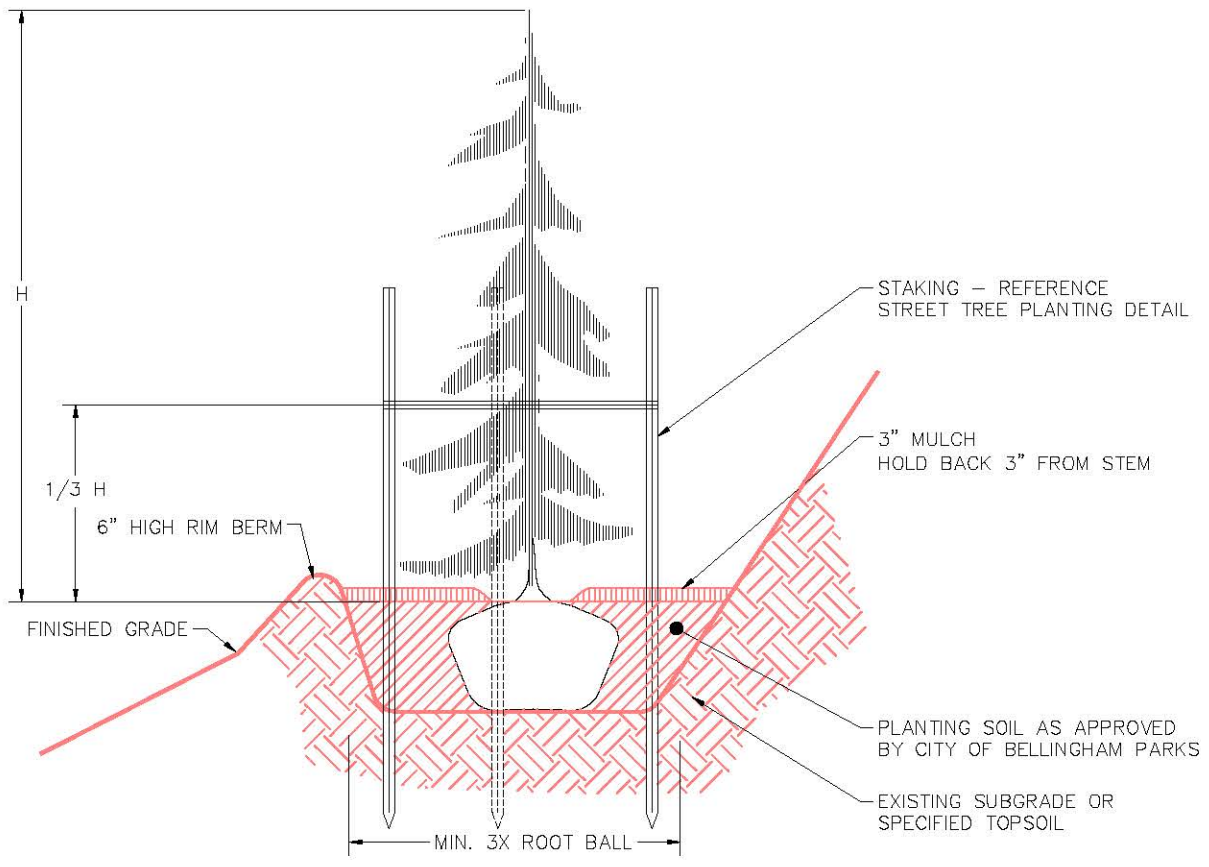 H
STAKING – REFERENCE
STREET TREE PLANTING DETAIL
3" MULCH
HOLD BACK 3" FROM STEM
1/3 H
6" HIGH RIM BERM
FINISHED GRADE
PLANTING SOIL AS APPROVED
BY CITY OF BELLINGHAM PARKS
EXISTING SUBGRADE OR
SPECIFIED TOPSOIL
MIN. 3X ROOT BALL